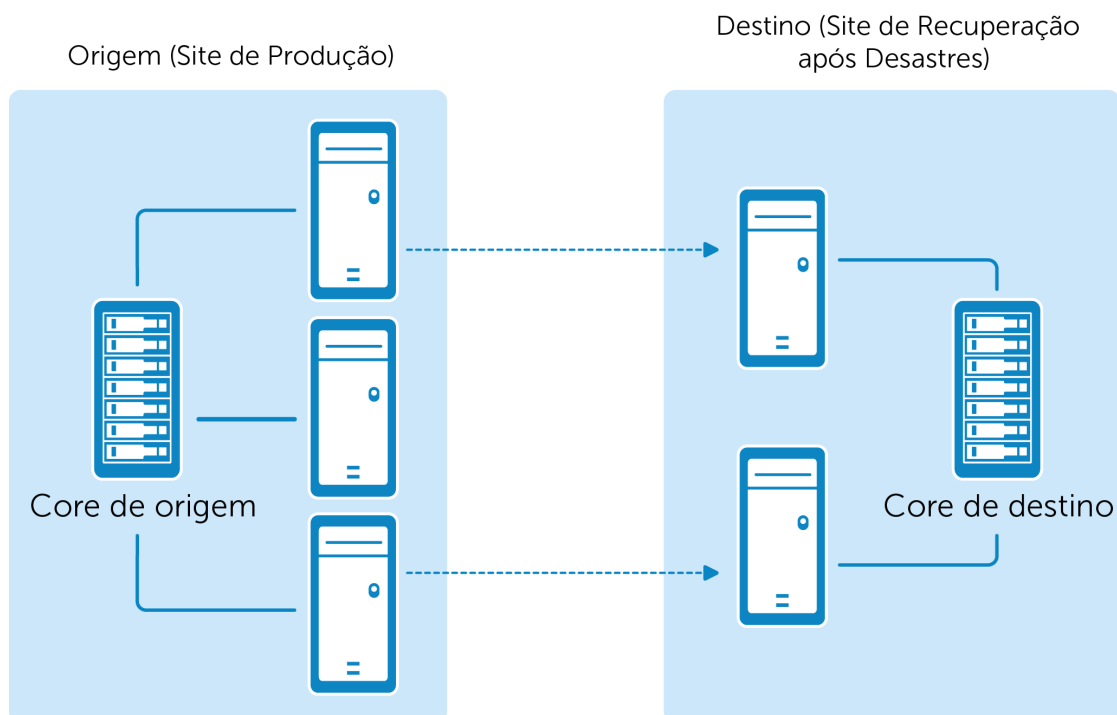 Origem (Site de Produção)
Destino (Site de Recuperação
após Desastres)
Core de origem
Core de destino